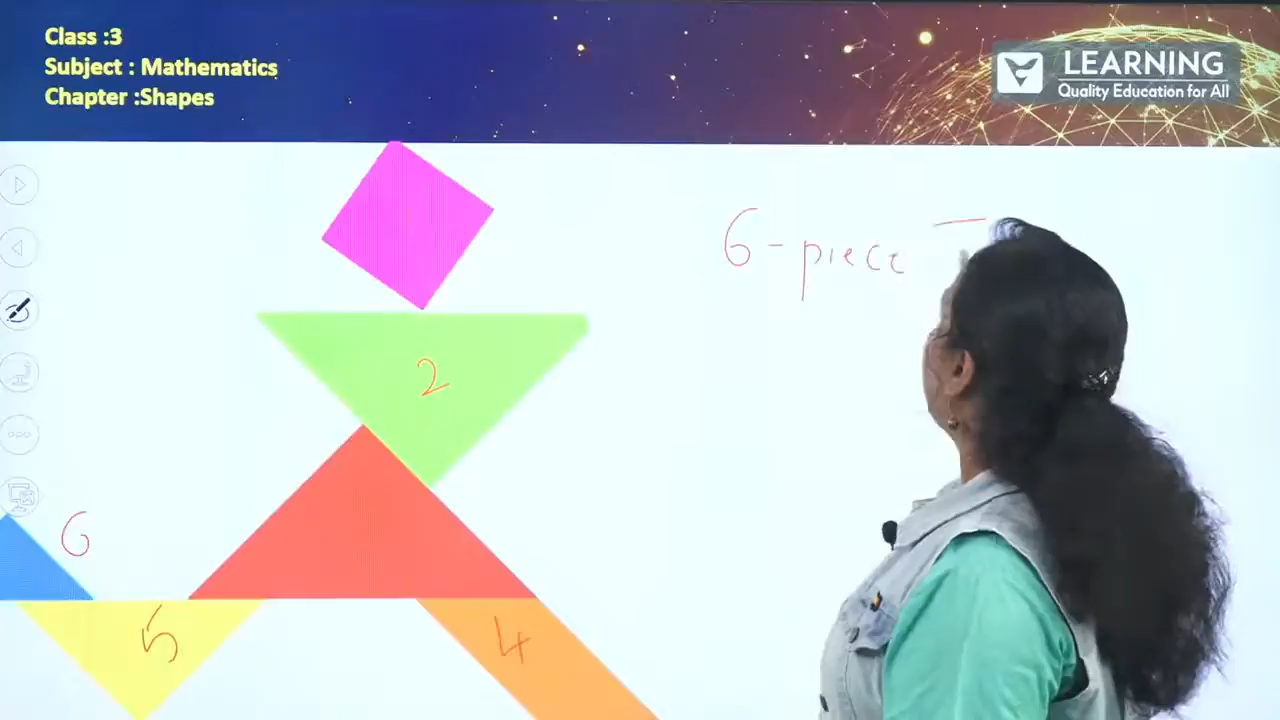 Class :3
Subject : Mathematics
Chapter :Shapes
LEARNING
Quality Education for All
6 - piece
2
6
5
4